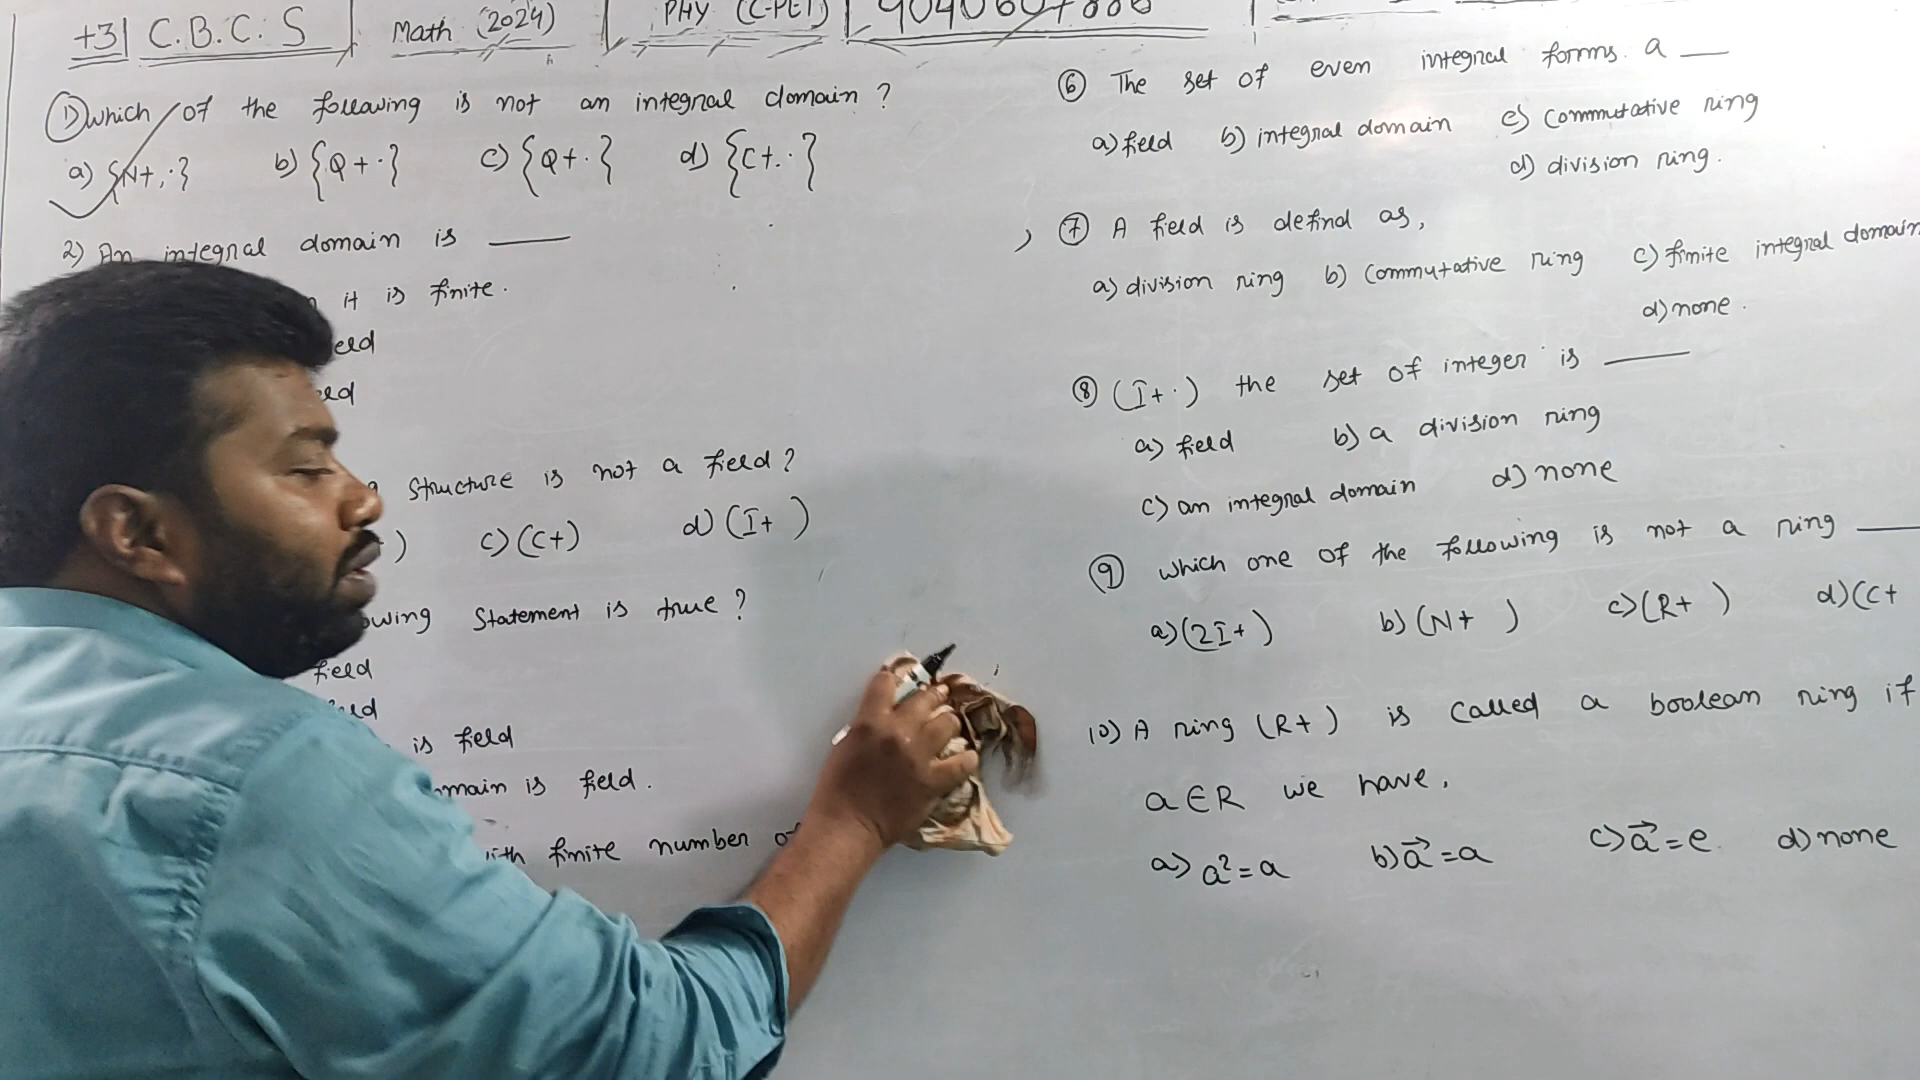 +3| C.B.C.S
Math (2024)
PHY (C-PET)
1) which of the following is not an integral domain ?
a) {N+,·} b) {Q+·} c) {Q+·} d) {C+.·}
2) An integral domain is ____
it is finite.
eld
structure is not a field?
) c) (C+) d) (I+ )
owing Statement is true ?
field
ld
is field
main is field.
ith finite number of
6 The set of even integral forms. a __
a) field b) integral domain c) commutative ring
d) division ring.
7 A field is defind as,
a) division ring b) commutative ring c) finite integral domain
d) none.
8 (I+·) the set of integer is ____
a) field b) a division ring
c) an integral domain d) none
9 which one of the following is not a ring ____
a) (2I+ ) b) (N+ ) c) (R+ ) d) (C+
10) A ring (R+ ) is called a boolean ring if
a∈R we have,
a) a²=a b) a⃗=a c) a⃗=e d) none